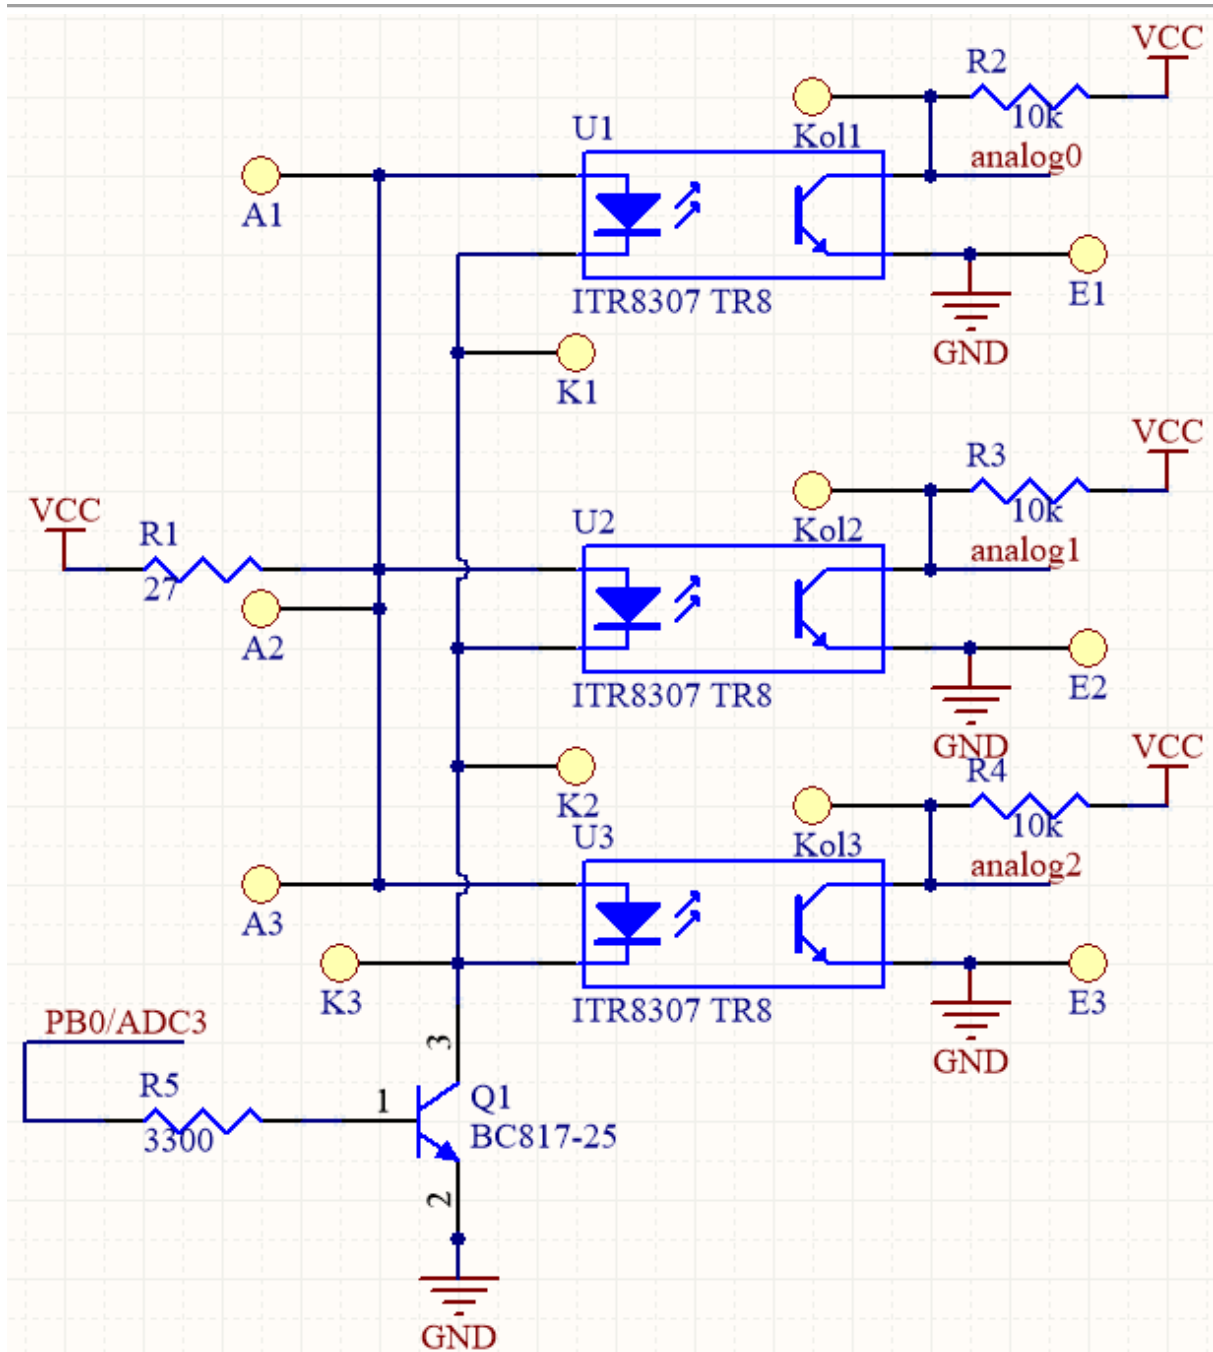 VCC
R2
10k
Kol1
U1
analog0
A1
E1
ITR8307 TR8
GND
K1
VCC
R3
10k
Kol2
VCC
R1
27
U2
analog1
A2
E2
ITR8307 TR8
GND
VCC
R4
10k
K2
U3
Kol3
analog2
A3
K3
E3
ITR8307 TR8
GND
PB0/ADC3
3
R5
3300
1
Q1
BC817-25
2
GND